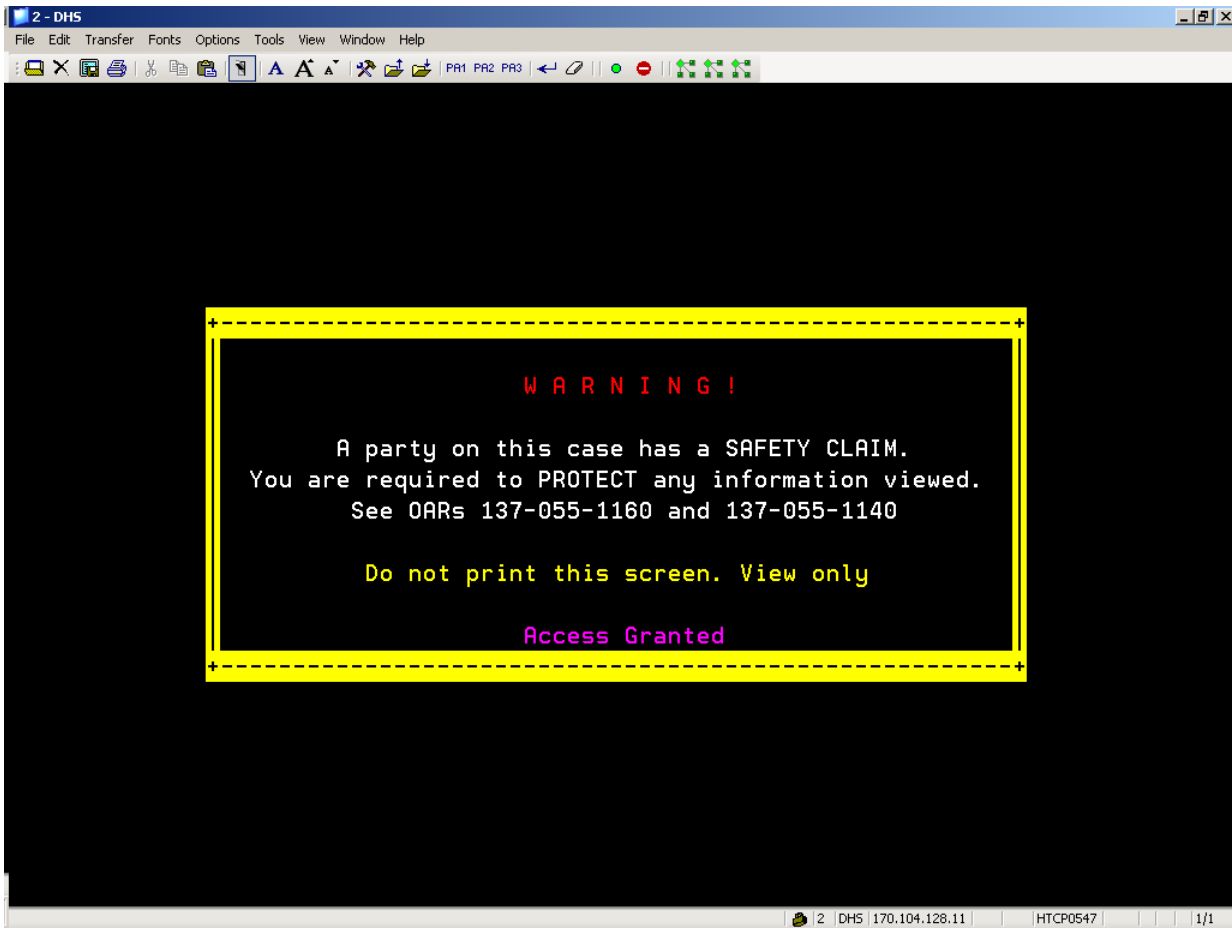 2 - DHS
File Edit Transfer Fonts Options Tools View Window Help
A A A PA1 PA2 PA3
W A R N I N G !
A party on this case has a SAFETY CLAIM.
You are required to PROTECT any information viewed.
See OARs 137-055-1160 and 137-055-1140
Do not print this screen. View only
Access Granted
2 DHS 170.104.128.11 HTCP0547 1/1